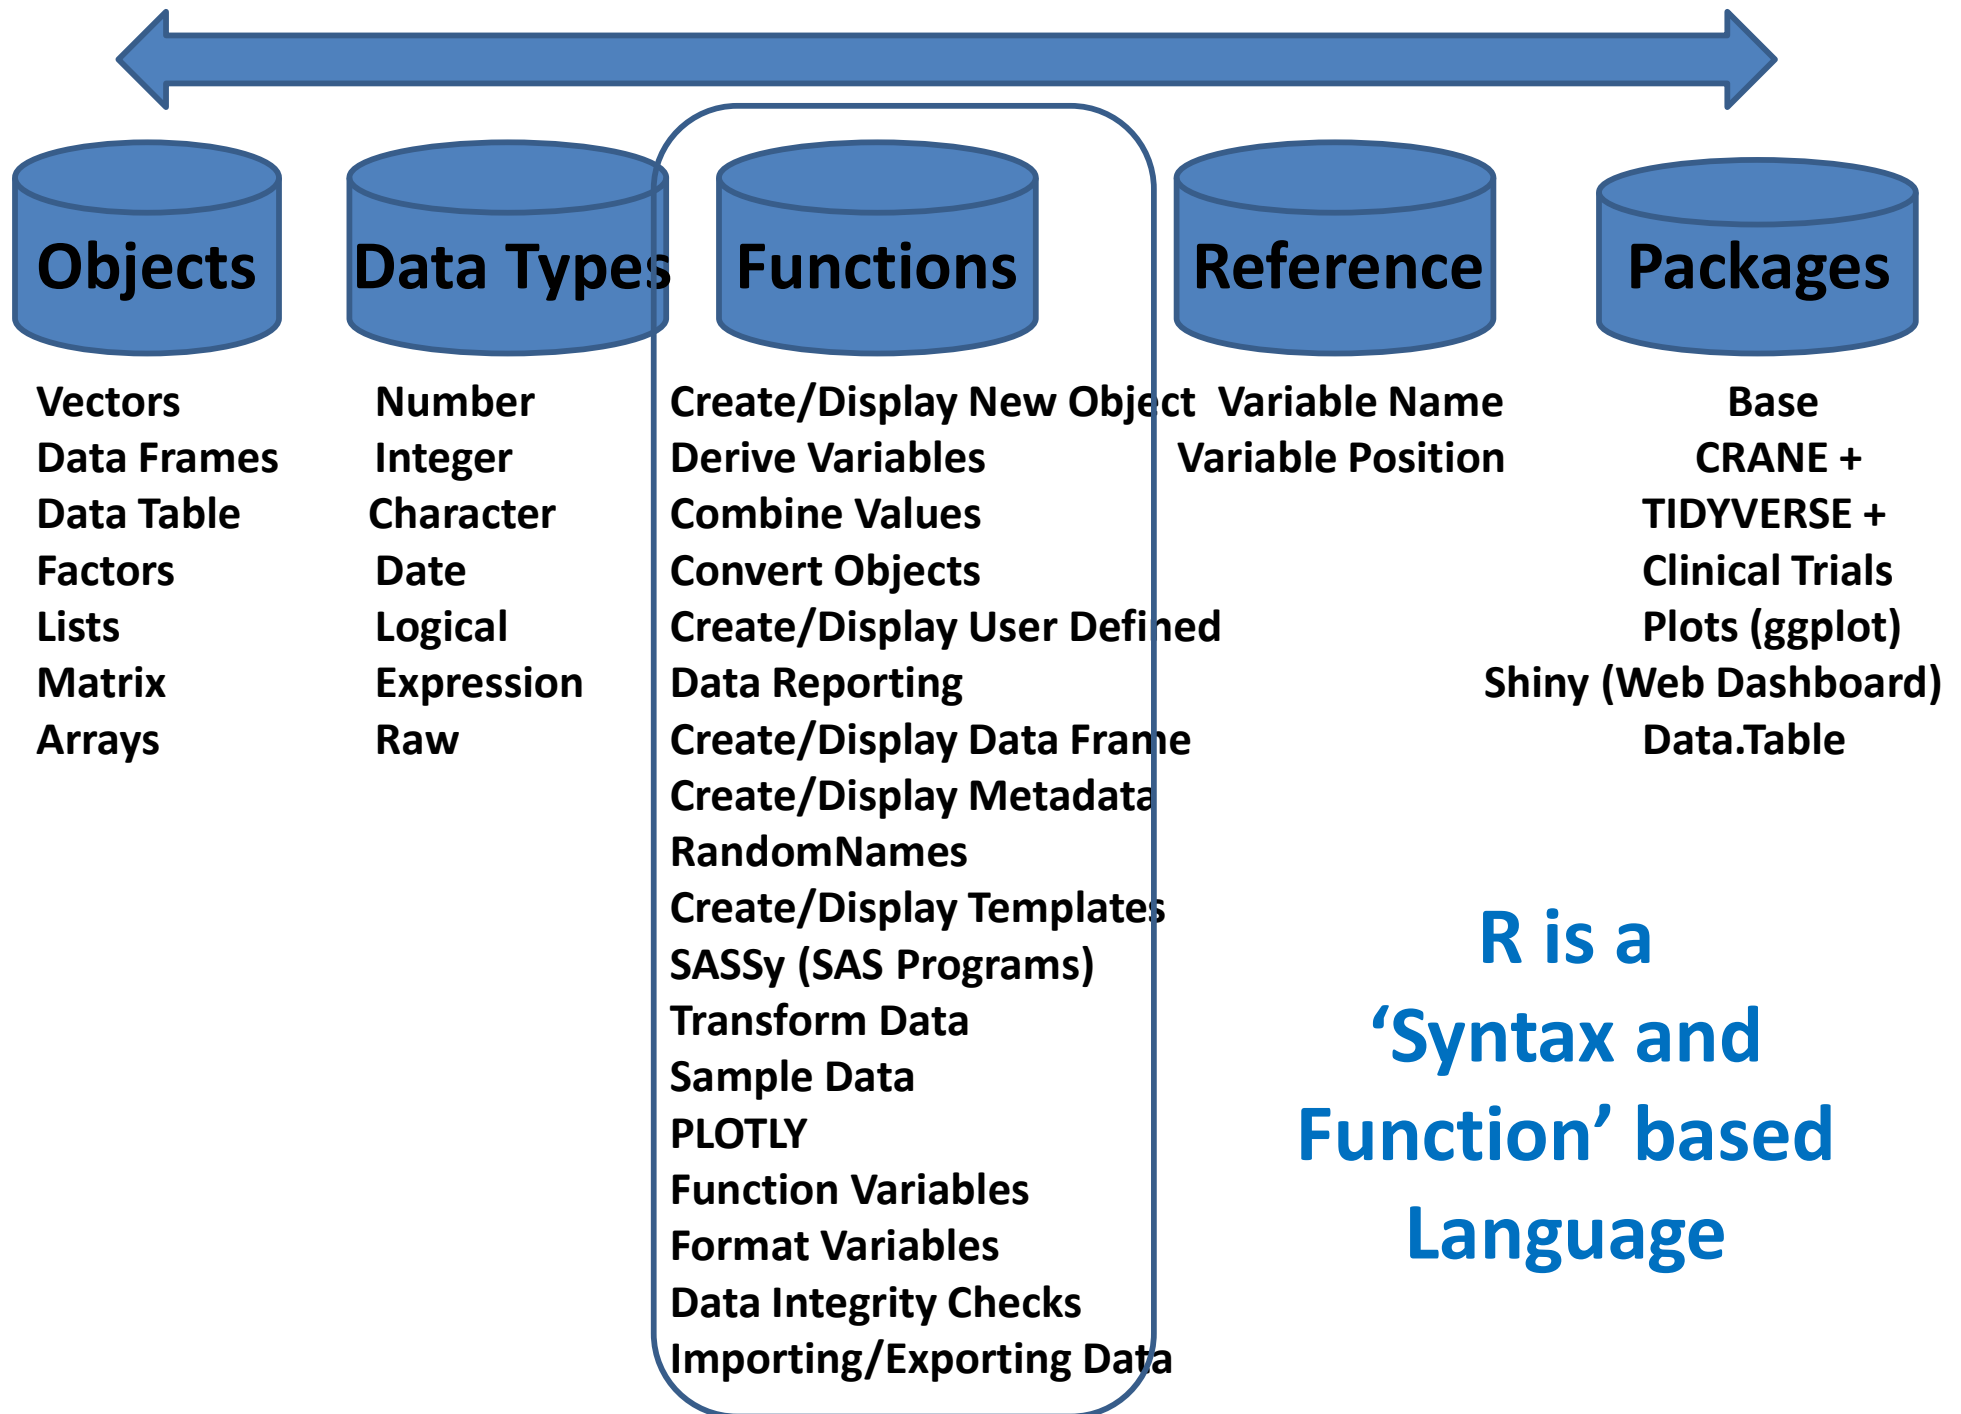 Objects
Vectors
Data Frames
Data Table
Factors
Lists
Matrix
Arrays
Data Types
Number
Integer
Character
Date
Logical
Expression
Raw
Functions
Create/Display New Object
Derive Variables
Combine Values
Convert Objects
Create/Display User Defined
Data Reporting
Create/Display Data Frame
Create/Display Metadata
RandomNames
Create/Display Templates
SASSy (SAS Programs)
Transform Data
Sample Data
PLOTLY
Function Variables
Format Variables
Data Integrity Checks
Importing/Exporting Data
Reference
Variable Name
Variable Position
Packages
Base
CRANE +
TIDYVERSE +
Clinical Trials
Plots (ggplot)
Shiny (Web Dashboard)
Data.Table
R is a
‘Syntax and
Function’ based
Language